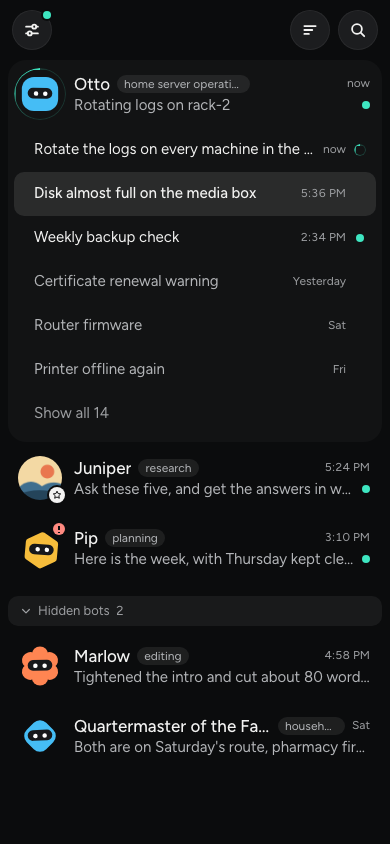 Otto home server operati... now
Rotating logs on rack-2
Rotate the logs on every machine in the ... now
Disk almost full on the media box 5:36 PM
Weekly backup check 2:34 PM
Certificate renewal warning Yesterday
Router firmware Sat
Printer offline again Fri
Show all 14
Juniper research 5:24 PM
Ask these five, and get the answers in w...
Pip planning 3:10 PM
Here is the week, with Thursday kept cle...
Hidden bots 2
Marlow editing 4:58 PM
Tightened the intro and cut about 80 word...
Quartermaster of the Fa... househ... Sat
Both are on Saturday's route, pharmacy fir...